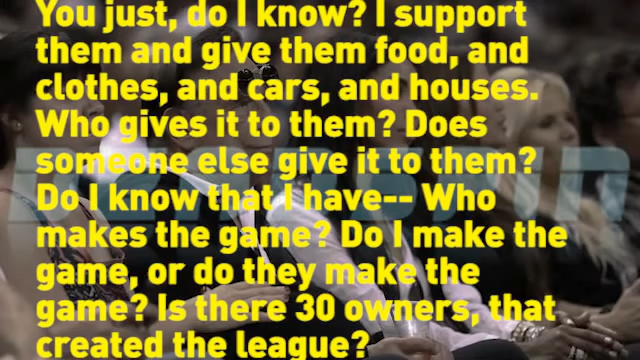 You just, do I know? I support
them and give them food, and
clothes, and cars, and houses.
Who gives it to them? Does
someone else give it to them?
Do I know that I have-- Who
makes the game? Do I make the
game, or do they make the
game? Is there 30 owners, that
created the league?
DEADSPIN